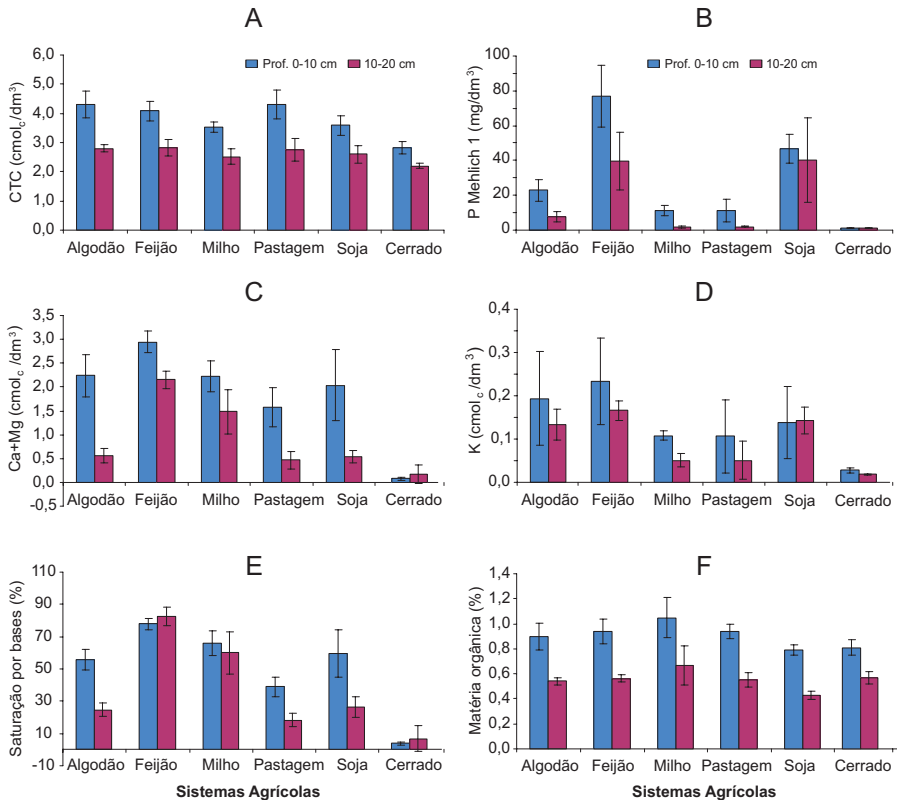 A
CTC (cmolc/dm³)
6,0
5,0
4,0
3,0
2,0
1,0
0,0
Prof. 0-10 cm
10-20 cm
Algodão
Feijão
Milho
Pastagem
Soja
Cerrado
B
P Mehlich 1 (mg/dm³)
100
80
60
40
20
0
Prof. 0-10 cm
10-20 cm
Algodão
Feijão
Milho
Pastagem
Soja
Cerrado
C
Ca+Mg (cmolc /dm³)
3,5
3,0
2,5
2,0
1,5
1,0
0,5
0,0
-0,5
Algodão
Feijão
Milho
Pastagem
Soja
Cerrado
D
K (cmolc /dm³)
0,4
0,3
0,2
0,1
0,0
Algodão
Feijão
Milho
Pastagem
Soja
Cerrado
E
Saturação por bases (%)
110
90
70
50
30
10
-10
Algodão
Feijão
Milho
Pastagem
Soja
Cerrado
Sistemas Agrícolas
F
Matéria orgânica (%)
1,4
1,2
1,0
0,8
0,6
0,4
0,2
0,0
Algodão
Feijão
Milho
Pastagem
Soja
Cerrado
Sistemas Agrícolas